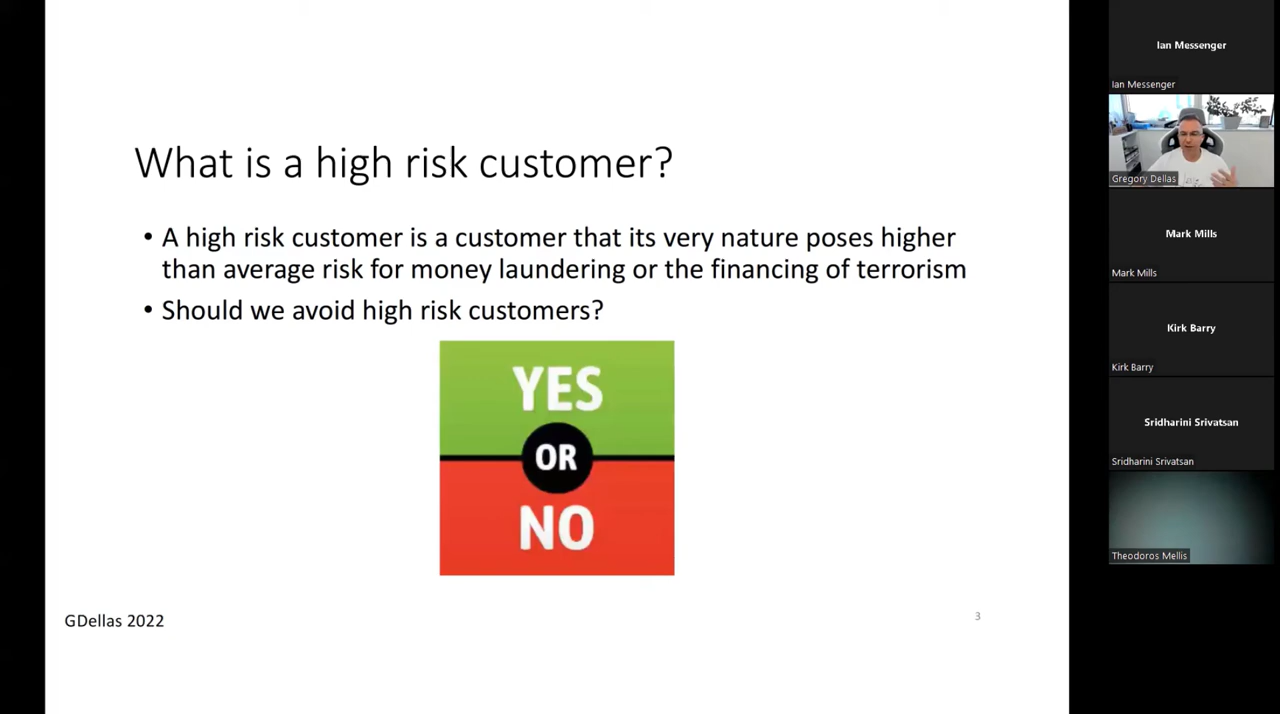 What is a high risk customer?
• A high risk customer is a customer that its very nature poses higher
than average risk for money laundering or the financing of terrorism
• Should we avoid high risk customers?
YES
OR
NO
GDellas 2022
3
Ian Messenger
Ian Messenger
Gregory Dellas
Mark Mills
Mark Mills
Kirk Barry
Kirk Barry
Sridharini Srivatsan
Sridharini Srivatsan
Theodoros Mellis